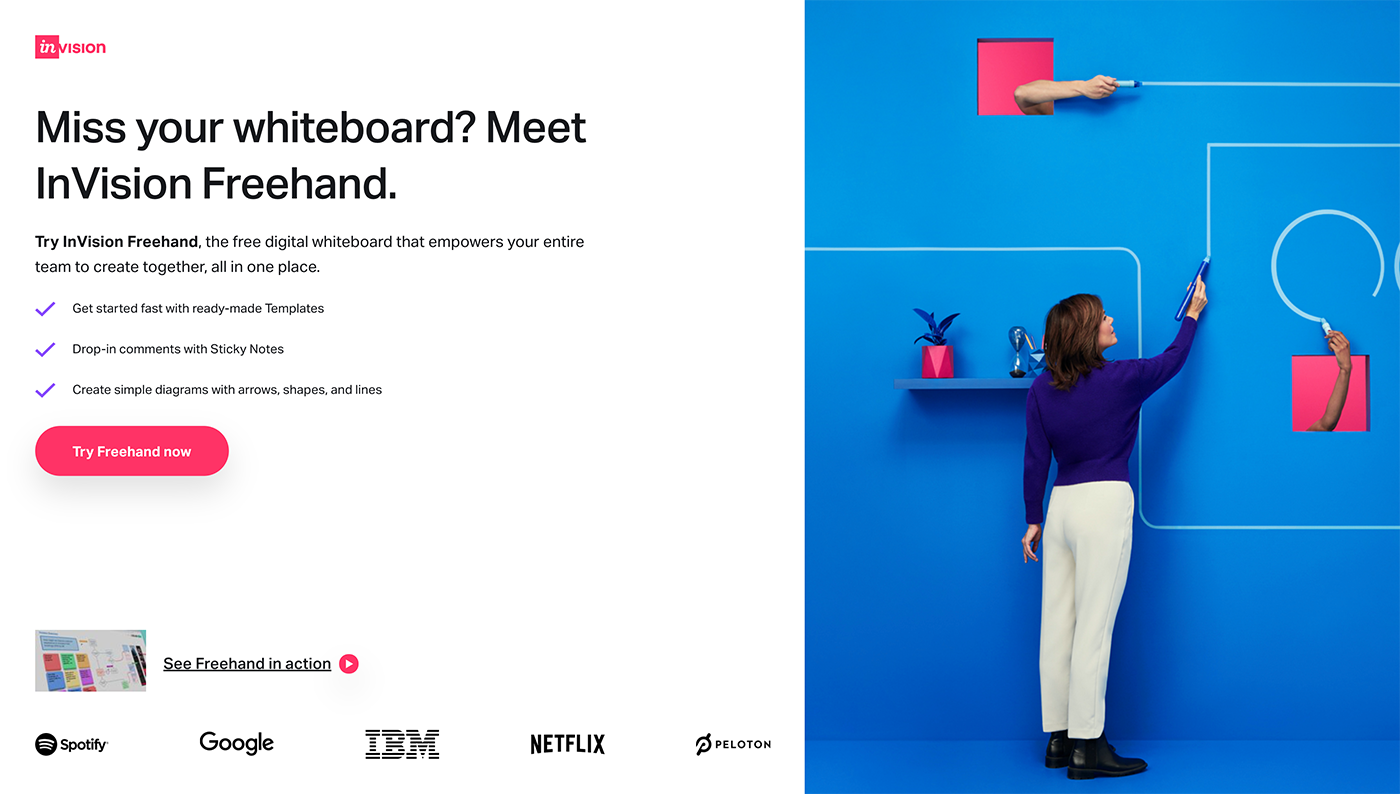 invision
Miss your whiteboard? Meet
InVision Freehand.
Try InVision Freehand, the free digital whiteboard that empowers your entire
team to create together, all in one place.
Get started fast with ready-made Templates
Drop-in comments with Sticky Notes
Create simple diagrams with arrows, shapes, and lines
Try Freehand now
See Freehand in action
Spotify Google IBM NETFLIX PELOTON